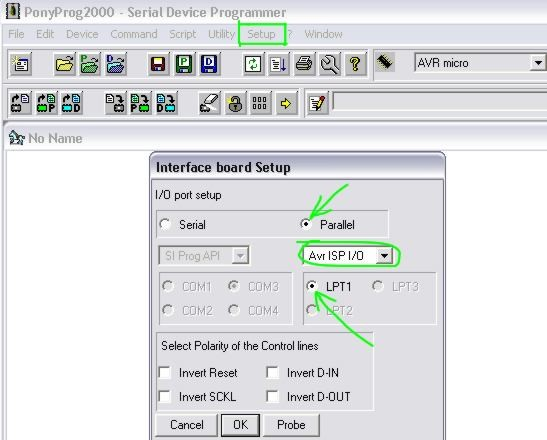 PonyProg2000 - Serial Device Programmer
File Edit Device Command Script Utility Setup ? Window
AVR micro
No Name
Interface board Setup
I/O port setup
Serial Parallel
SI Prog API Avr ISP I/O
COM1 COM3 LPT1 LPT3
COM2 COM4 LPT2
Select Polarity of the Control lines
Invert Reset Invert D-IN
Invert SCKL Invert D-OUT
Cancel OK Probe